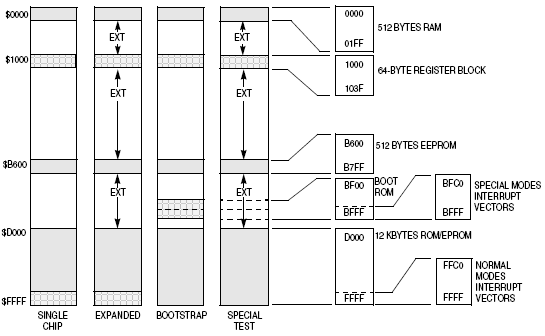 $0000
EXT
EXT
0000
01FF
512 BYTES RAM
$1000
EXT
EXT
1000
103F
64-BYTE REGISTER BLOCK
$B600
EXT
EXT
B600
B7FF
512 BYTES EEPROM
BF00
BFFF
BOOT
ROM
BFC0
BFFF
SPECIAL MODES
INTERRUPT
VECTORS
$D000
D000
FFFF
12 KBYTES ROM/EPROM
FFC0
FFFF
NORMAL
MODES
INTERRUPT
VECTORS
$FFFF
SINGLE
CHIP
EXPANDED
BOOTSTRAP
SPECIAL
TEST